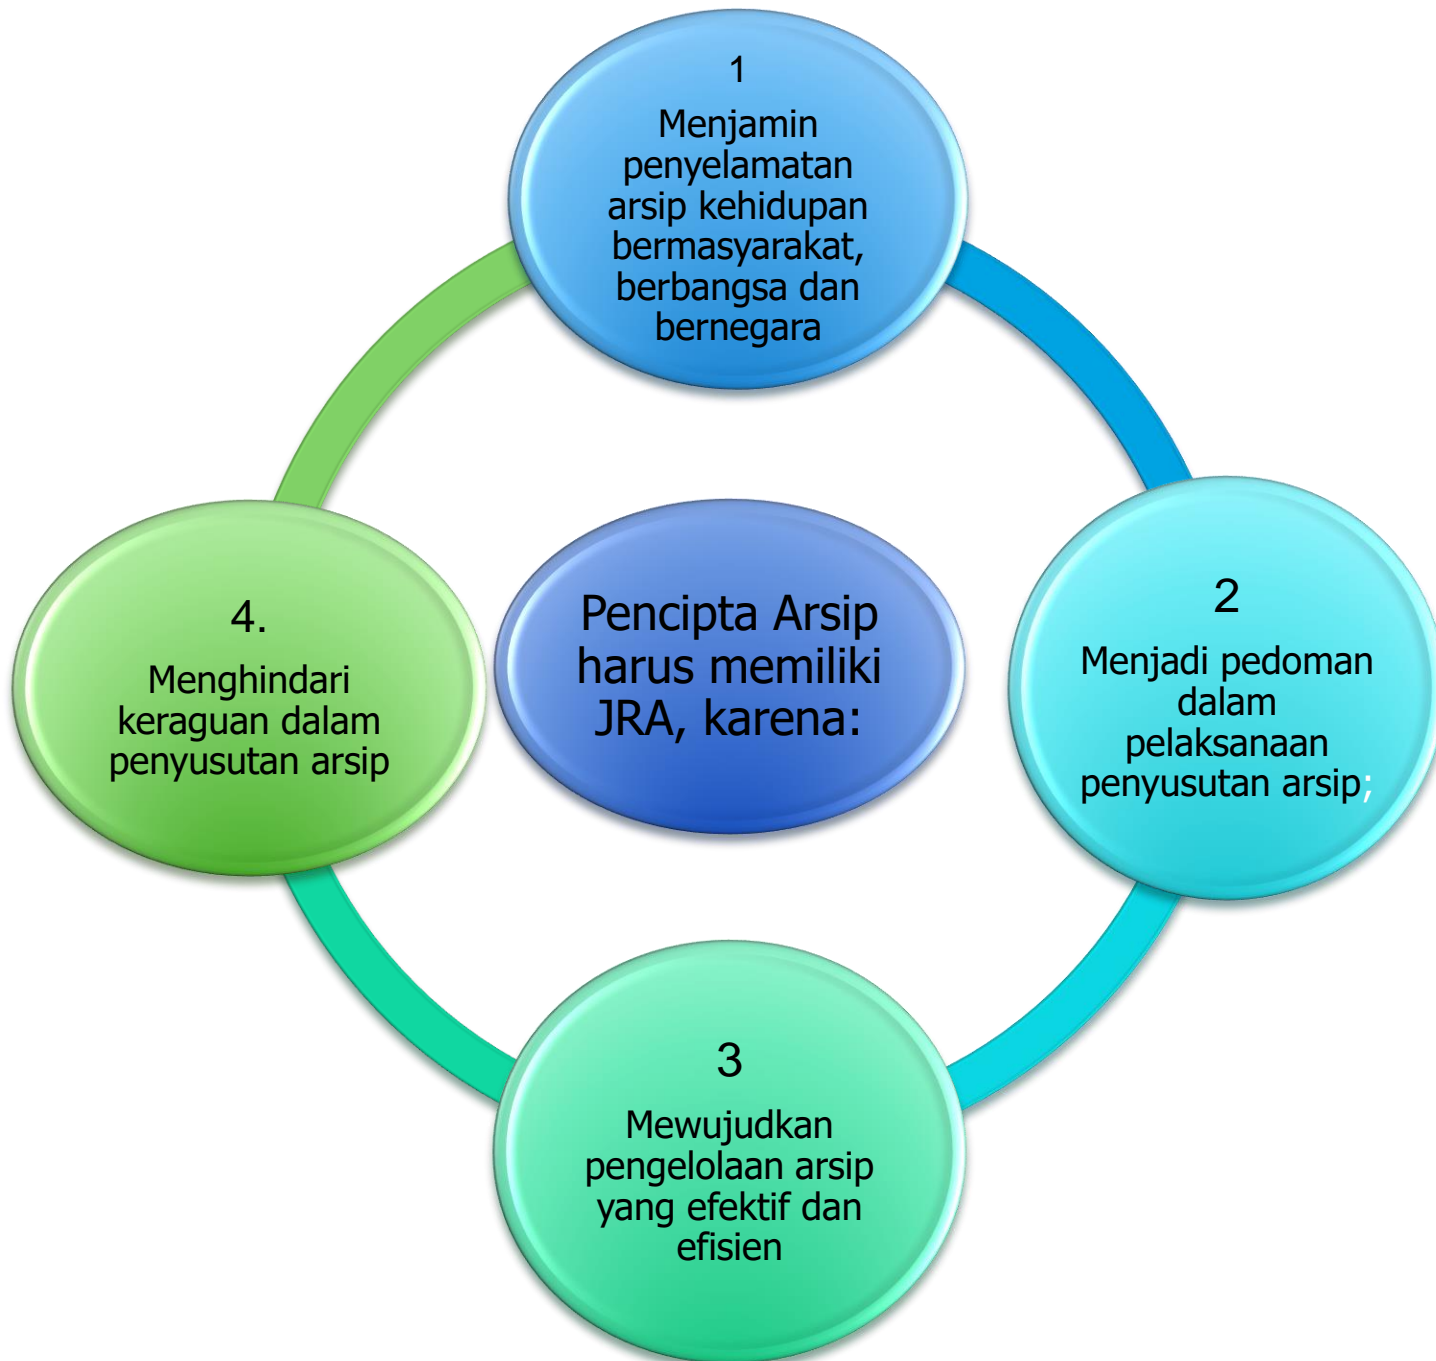 1
Menjamin
penyelamatan
arsip kehidupan
bermasyarakat,
berbangsa dan
bernegara
2
Menjadi pedoman
dalam
pelaksanaan
penyusutan arsip;
3
Mewujudkan
pengelolaan arsip
yang efektif dan
efisien
4.
Menghindari
keraguan dalam
penyusutan arsip
Pencipta Arsip
harus memiliki
JRA, karena: